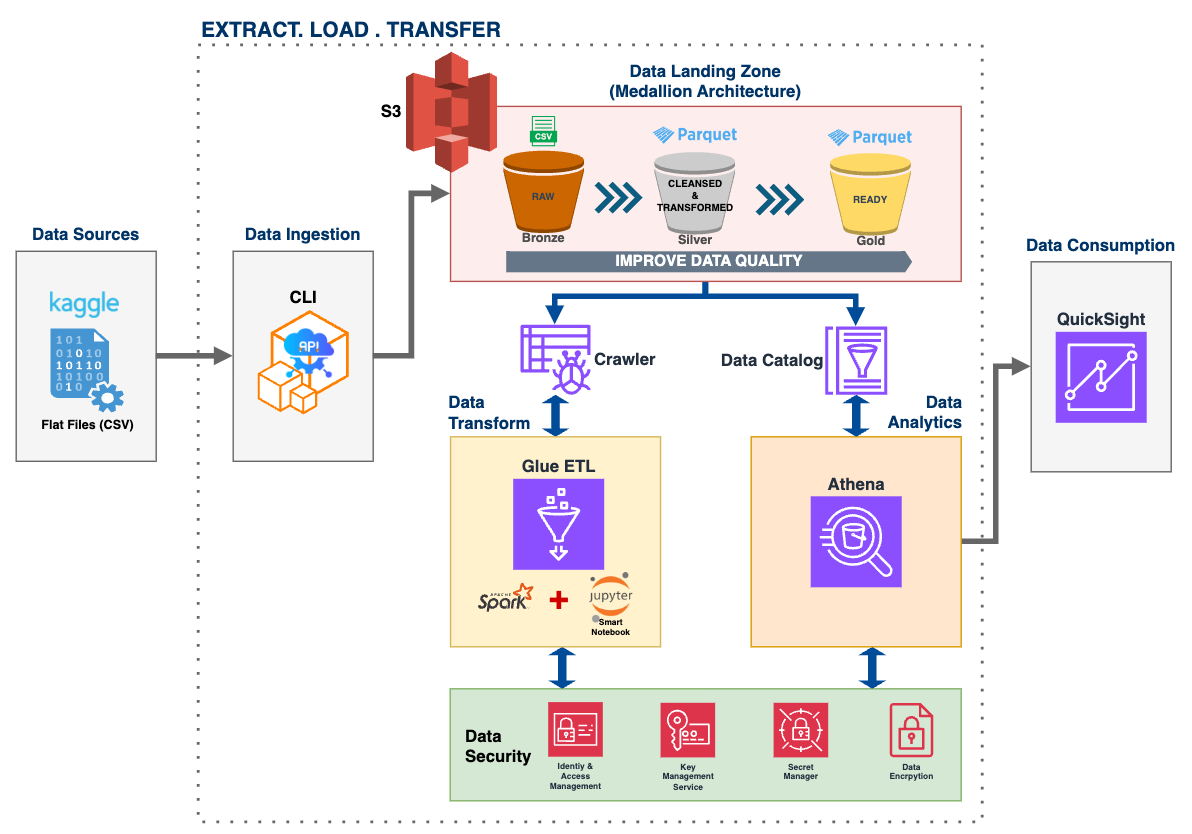 EXTRACT. LOAD . TRANSFER
Data Landing Zone
(Medallion Architecture)
S3
CSV
Parquet
Parquet
RAW
CLEANSED
&
TRANSFORMED
READY
Bronze
Silver
Gold
IMPROVE DATA QUALITY
Data Sources
kaggle
101
01010
10110
10100
010
Flat Files (CSV)
Data Ingestion
CLI
API
Crawler
Data Catalog
Data
Transform
Glue ETL
APACHE
Spark
jupyter
Smart
Notebook
Data
Analytics
Athena
Data Consumption
QuickSight
Data
Security
Identiy &
Access
Management
Key
Management
Service
Secret
Manager
Data
Encrpytion